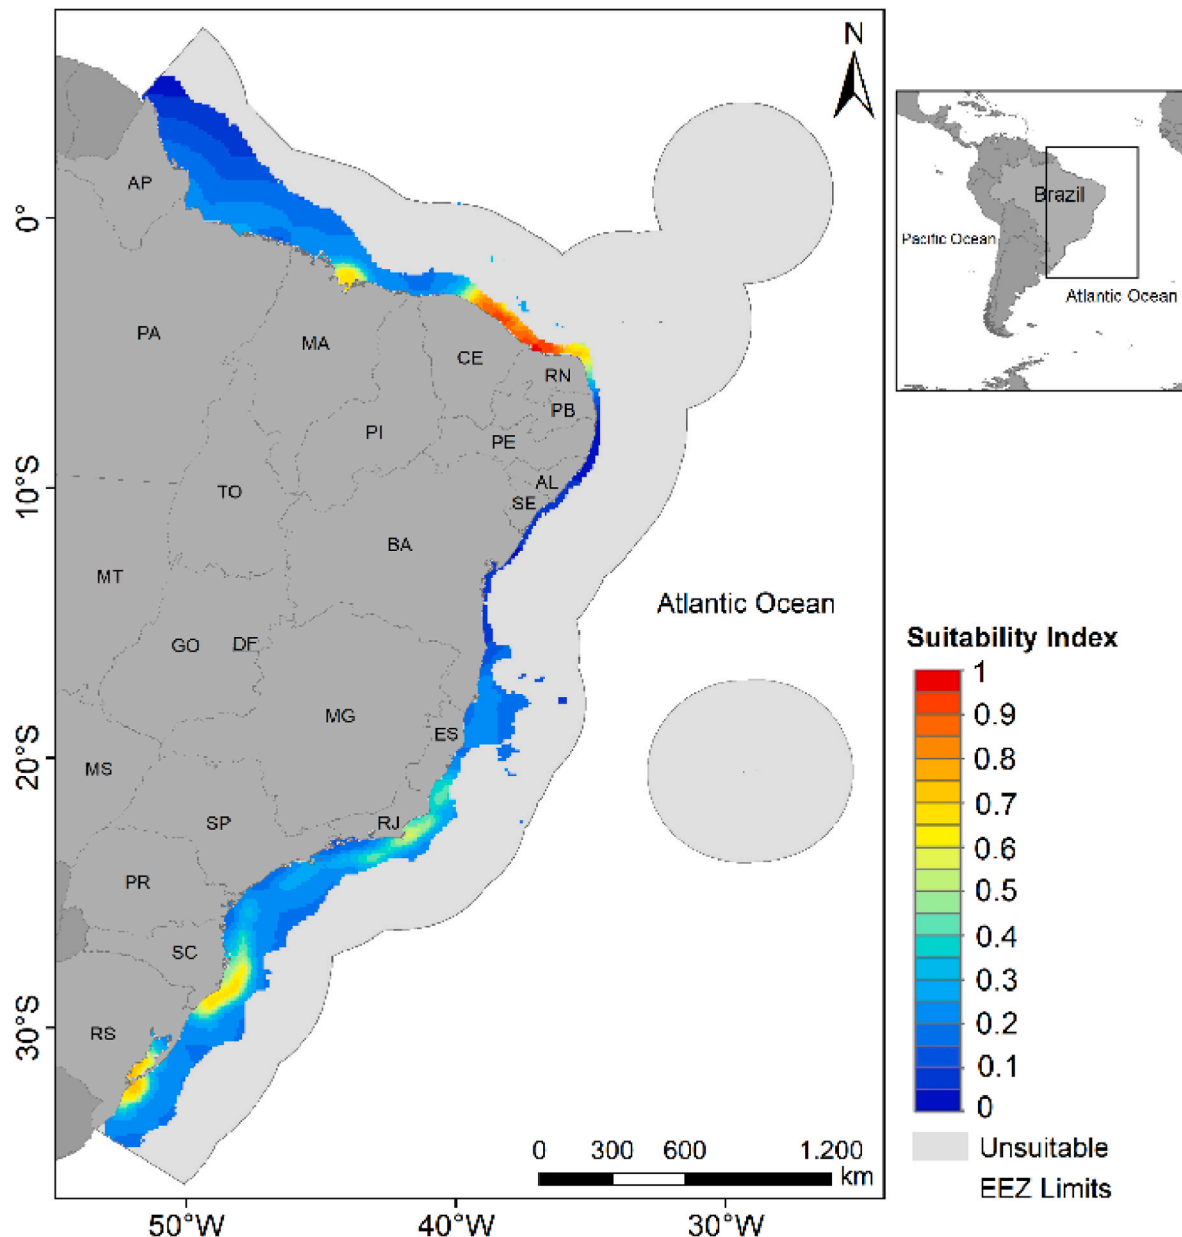 N
0°
10°S
20°S
30°S
50°W
40°W
30°W
AP
PA
MA
CE
RN
PB
PE
PI
AL
SE
TO
BA
MT
GO
DF
MG
ES
MS
SP
RJ
PR
SC
RS
Atlantic Ocean
0 300 600 1.200
km
Brazil
Pacific Ocean
Atlantic Ocean
Suitability Index
1
0.9
0.8
0.7
0.6
0.5
0.4
0.3
0.2
0.1
0
Unsuitable
EEZ Limits